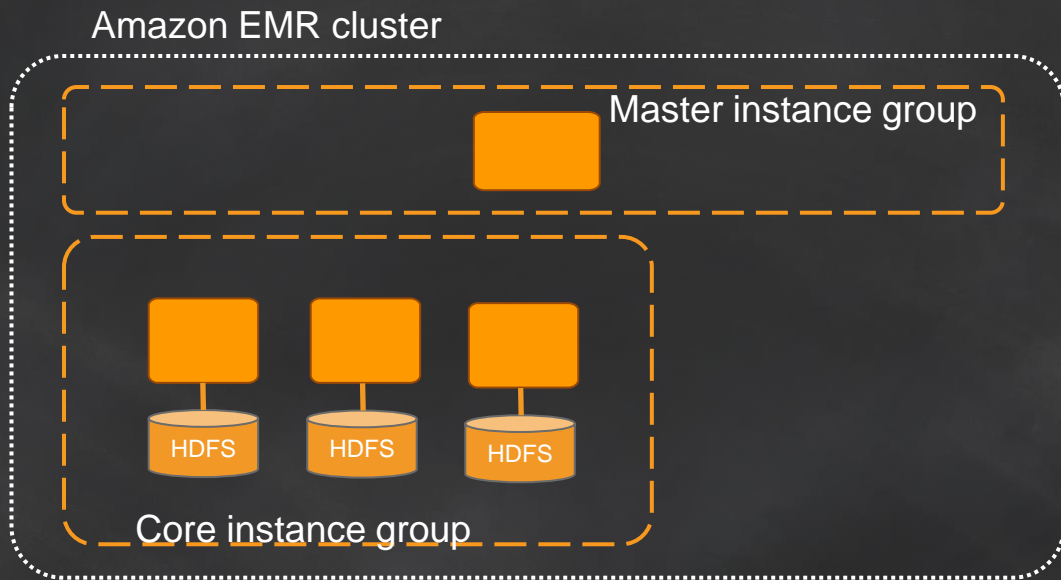 Amazon EMR cluster
Master instance group
HDFS
HDFS
HDFS
Core instance group